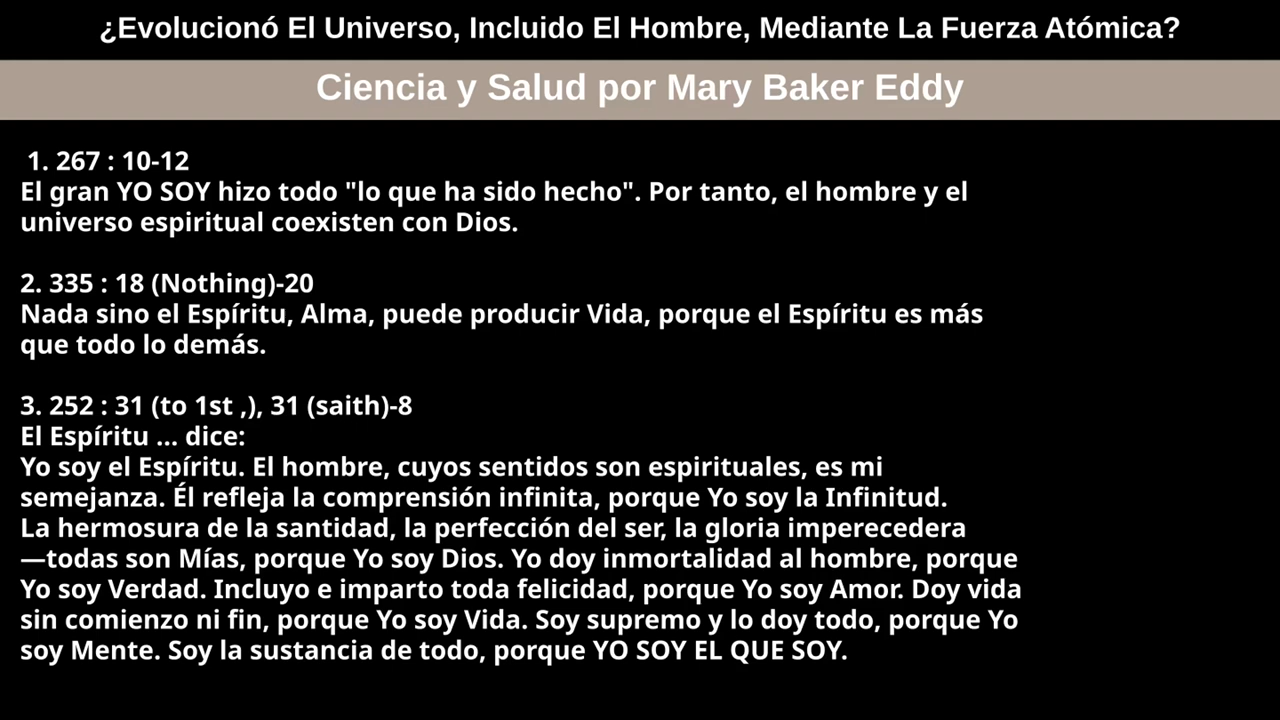 ¿Evolucionó El Universo, Incluido El Hombre, Mediante La Fuerza Atómica?
Ciencia y Salud por Mary Baker Eddy
1. 267 : 10-12
El gran YO SOY hizo todo "lo que ha sido hecho". Por tanto, el hombre y el
universo espiritual coexisten con Dios.
2. 335 : 18 (Nothing)-20
Nada sino el Espíritu, Alma, puede producir Vida, porque el Espíritu es más
que todo lo demás.
3. 252 : 31 (to 1st ,), 31 (saith)-8
El Espíritu ... dice:
Yo soy el Espíritu. El hombre, cuyos sentidos son espirituales, es mi
semejanza. Él refleja la comprensión infinita, porque Yo soy la Infinitud.
La hermosura de la santidad, la perfección del ser, la gloria imperecedera
—todas son Mías, porque Yo soy Dios. Yo doy inmortalidad al hombre, porque
Yo soy Verdad. Incluyo e imparto toda felicidad, porque Yo soy Amor. Doy vida
sin comienzo ni fin, porque Yo soy Vida. Soy supremo y lo doy todo, porque Yo
soy Mente. Soy la sustancia de todo, porque YO SOY EL QUE SOY.